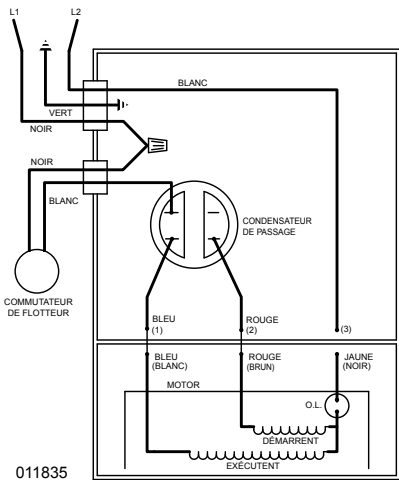 L1
L2
BLANC
VERT
NOIR
NOIR
BLANC
CONDENSATEUR
DE PASSAGE
COMMUTATEUR
DE FLOTTEUR
BLEU
(1)
ROUGE
(2)
(3)
BLEU
(BLANC)
ROUGE
(BRUN)
JAUNE
(NOIR)
MOTOR
O.L.
DÉMARRENT
EXÉCUTENT
011835